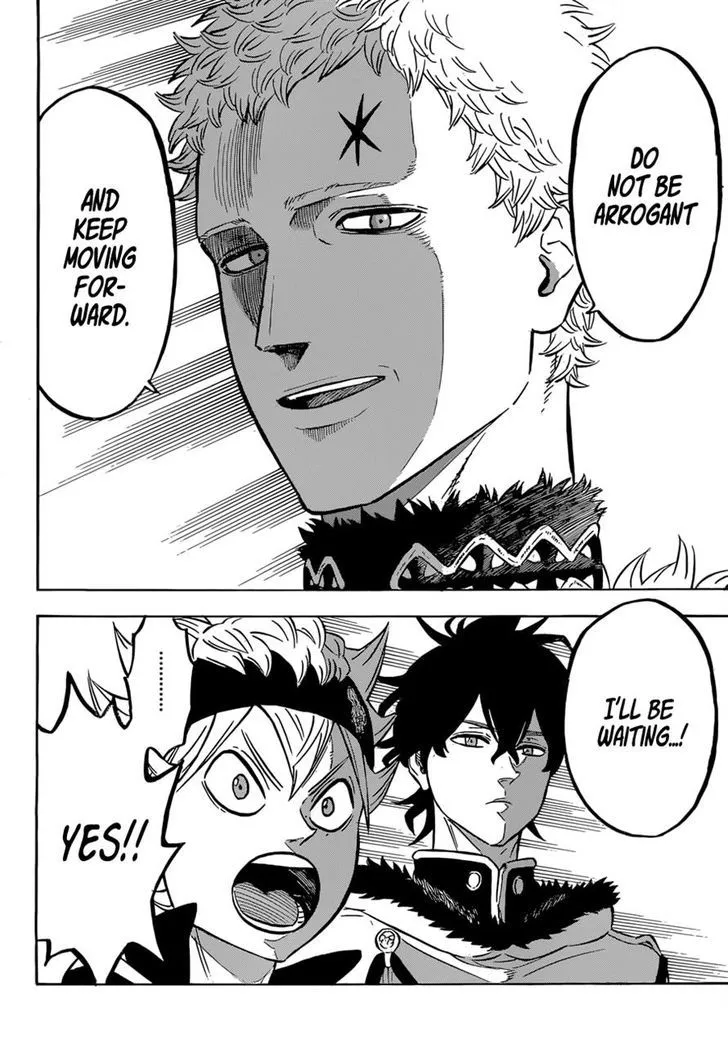 DO
NOT BE
ARROGANT
AND
KEEP
MOVING
FOR-
WARD.
I'LL BE
WAITING...!
YES!!